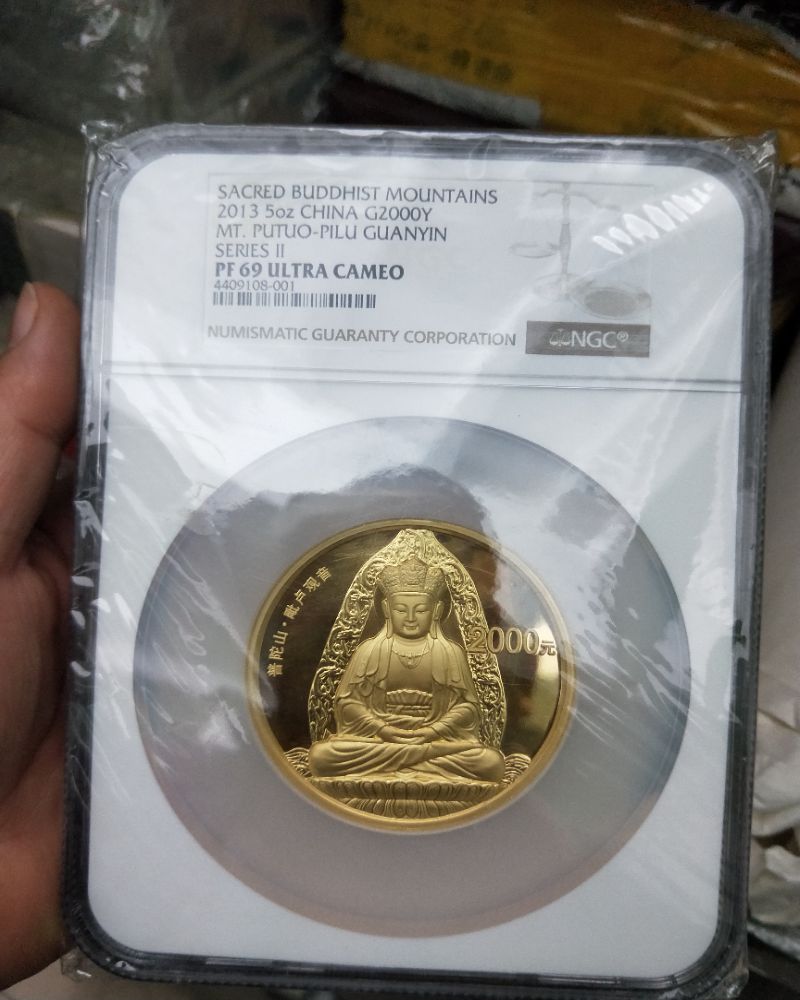 SACRED BUDDHIST MOUNTAINS
2013 5oz CHINA G2000Y
MT. PUTUO-PILU GUANYIN
SERIES II
PF 69 ULTRA CAMEO
4409108-001
NUMISMATIC GUARANTY CORPORATION
NGC®
普陀山·毗卢观音
2000元